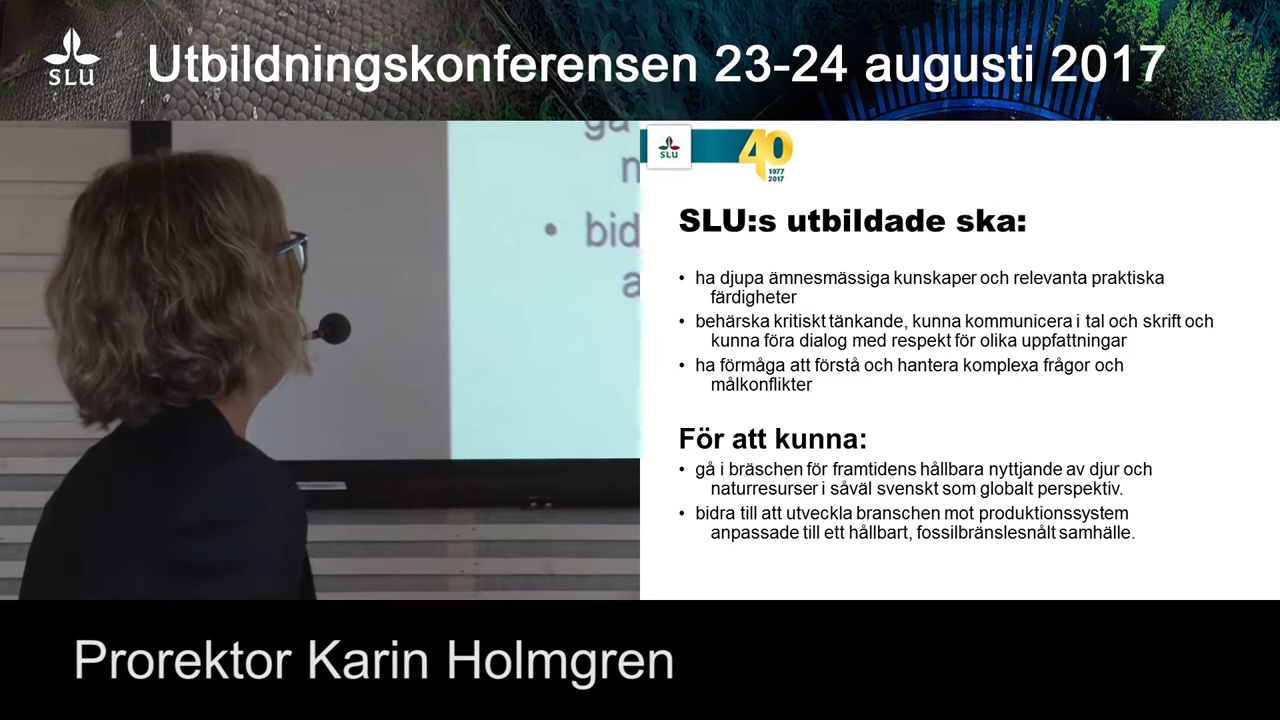 SLU
Utbildningskonferensen 23-24 augusti 2017
gå
n
• bid
a
SLU
40
1977
2017
SLU:s utbildade ska:
• ha djupa ämnesmässiga kunskaper och relevanta praktiska
färdigheter
• behärska kritiskt tänkande, kunna kommunicera i tal och skrift och
kunna föra dialog med respekt för olika uppfattningar
• ha förmåga att förstå och hantera komplexa frågor och
målkonflikter
För att kunna:
• gå i bräschen för framtidens hållbara nyttjande av djur och
naturresurser i såväl svenskt som globalt perspektiv.
• bidra till att utveckla branschen mot produktionssystem
anpassade till ett hållbart, fossilbränslesnålt samhälle.
Prorektor Karin Holmgren